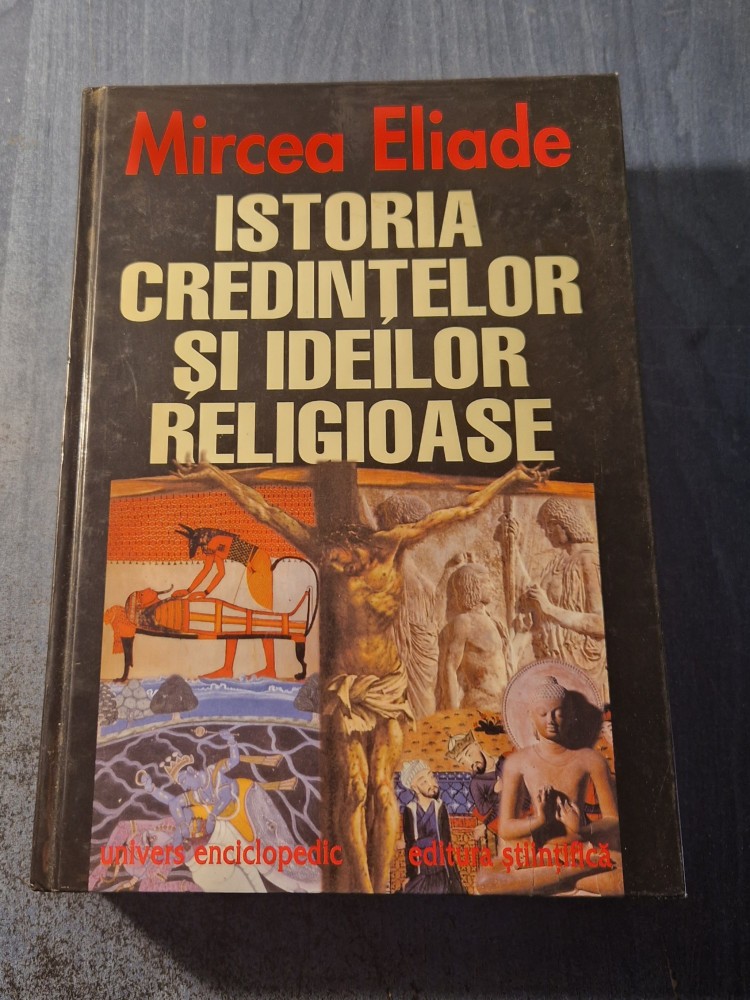 Mircea Eliade
ISTORIA
CREDINȚELOR
ȘI IDEILOR
RELIGIOASE
univers enciclopedic
editura științifică